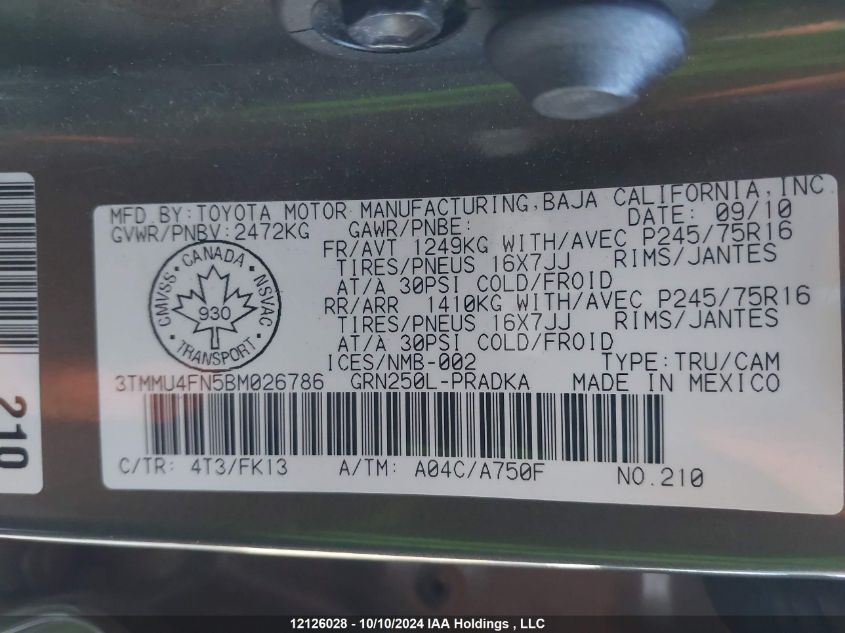 MFD.BY:TOYOTA MOTOR MANUFACTURING.BAJA CALIFORNIA,INC.
GVWR/PNBV:2472KG GAWR/PNBE: DATE: 09/10
FR/AVT 1249KG WITH/AVEC P245/75R16
TIRES/PNEUS 16X7JJ RIMS/JANTES
AT/A 30PSI COLD/FROID
RR/ARR 1410KG WITH/AVEC P245/75R16
TIRES/PNEUS 16X7JJ RIMS/JANTES
AT/A 30PSI COLD/FROID
CMVSS · CANADA · NSVAC
930
TRANSPORT
ICES/NMB-002 TYPE:TRU/CAM
3TMMU4FN5BM026786 GRN250L-PRADKA MADE IN MEXICO
C/TR: 4T3/FK13 A/TM: A04C/A750F NO.210
210
12126028 - 10/10/2024 IAA Holdings , LLC